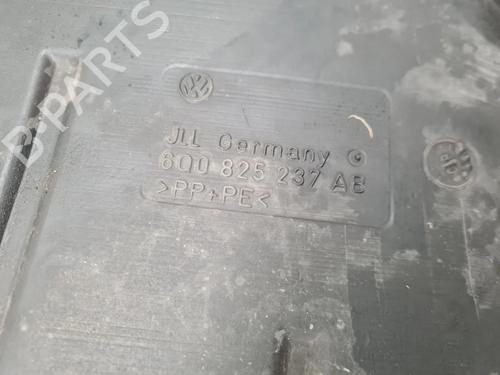 B-PARTS
JLL Germany
6Q0 825 237 AB
>PP+PE<